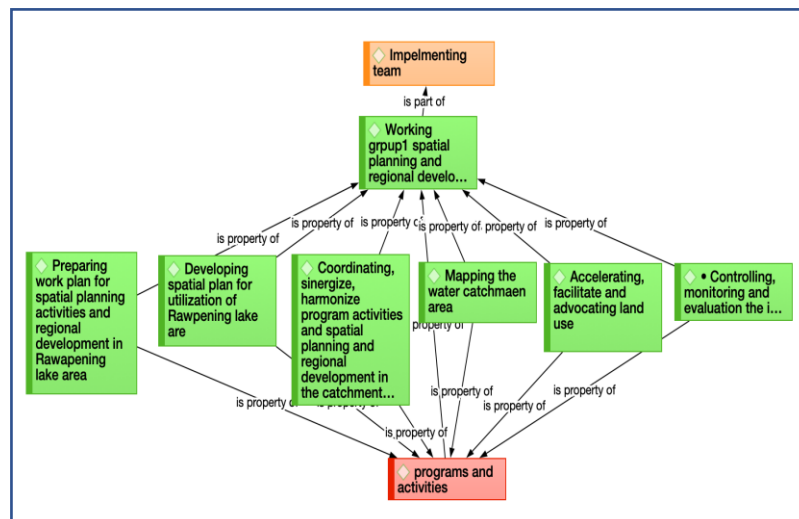 Impelmenting
team
is part of
Working
grpup1 spatial
planning and
regional develo...
is property of
is property of
is property
is property of
property of
is property of
Preparing
work plan for
spatial planning
activities and
regional
development in
Rawapening
lake area
Developing
spatial plan for
utilization of
Rawpening lake
are
Coordinating,
sinergize,
harmonize
program activities
and spatial
planning and
regional
development in
the catchment...
Mapping the
water catchmaen
area
Accelerating,
facilitate and
advocating land
use
• Controlling,
monitoring and
evaluation the i...
property of
is property of
property of
is property of
is property of
is property of
is property of
programs and
activities